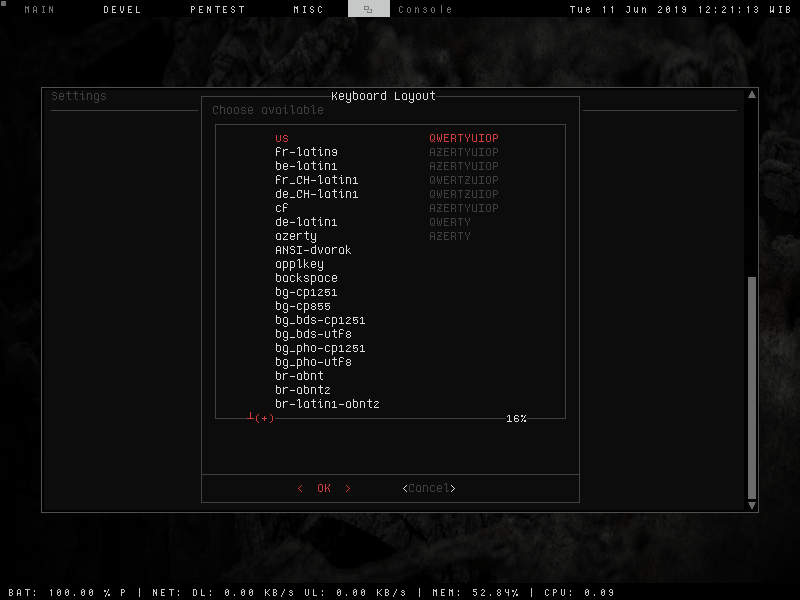 MAIN DEVEL PENTEST MISC Console Tue 11 Jun 2019 12:21:13 WIB
Settings
Keyboard Layout
Choose available
us QWERTYUIOP
fr-latin9 AZERTYUIOP
be-latin1 AZERTYUIOP
fr_CH-latin1 QWERTZUIOP
de_CH-latin1 QWERTZUIOP
cf AZERTYUIOP
de-latin1 QWERTY
azerty AZERTY
ANSI-dvorak
applkey
backspace
bg-cp1251
bg-cp855
bg_bds-cp1251
bg_bds-utf8
bg_pho-cp1251
bg_pho-utf8
br-abnt
br-abnt2
br-latin1-abnt2
┴(+) 16%
< OK > <Cancel>
BAT: 100.00 % P | NET: DL: 0.00 KB/s UL: 0.00 KB/s | MEM: 52.84% | CPU: 0.09